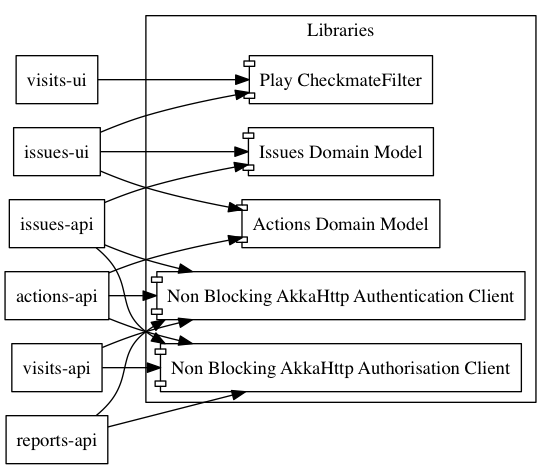 Libraries
visits-ui
Play CheckmateFilter
issues-ui
Issues Domain Model
issues-api
Actions Domain Model
actions-api
Non Blocking AkkaHttp Authentication Client
visits-api
Non Blocking AkkaHttp Authorisation Client
reports-api